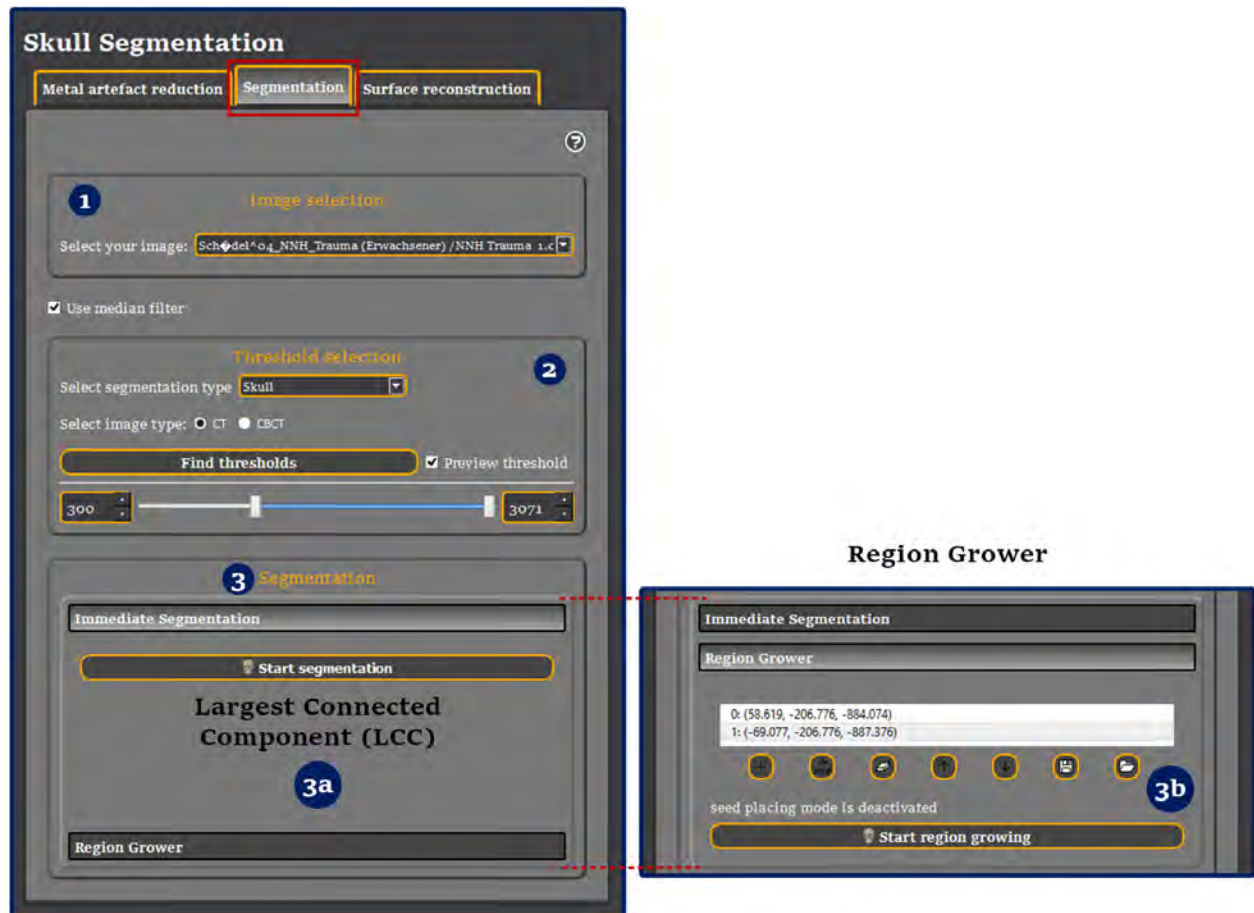 Skull Segmentation
Metal artefact reduction Segmentation Surface reconstruction
?
1 Image selection
Select your image: Sch�del^04_NNH_Trauma (Erwachsener) /NNH Trauma 1.c
Use median filter
Threshold selection
2
Select segmentation type Skull
Select image type: CT CBCT
Find thresholds Preview threshold
300 3071
3 Segmentation
Immediate Segmentation
Start segmentation
Largest Connected
Component (LCC)
3a
Region Grower
Region Grower
Immediate Segmentation
Region Grower
0: (58.619, -206.776, -884.074)
1: (-69.077, -206.776, -887.376)
3b
seed placing mode is deactivated
Start region growing